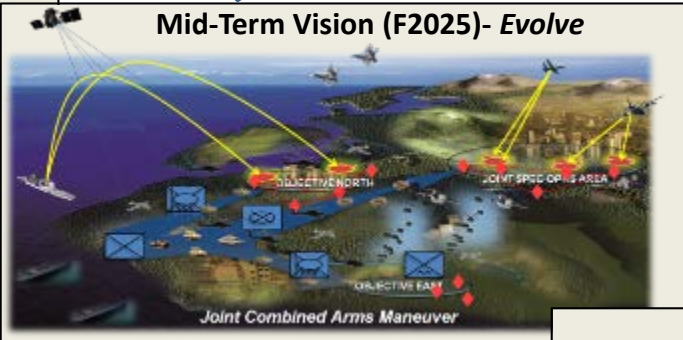 Mid-Term Vision (F2025)- Evolve
OBJECTIVE NORTH
JOINT SPEC OPNS AREA
OBJECTIVE EAST
Joint Combined Arms Maneuver